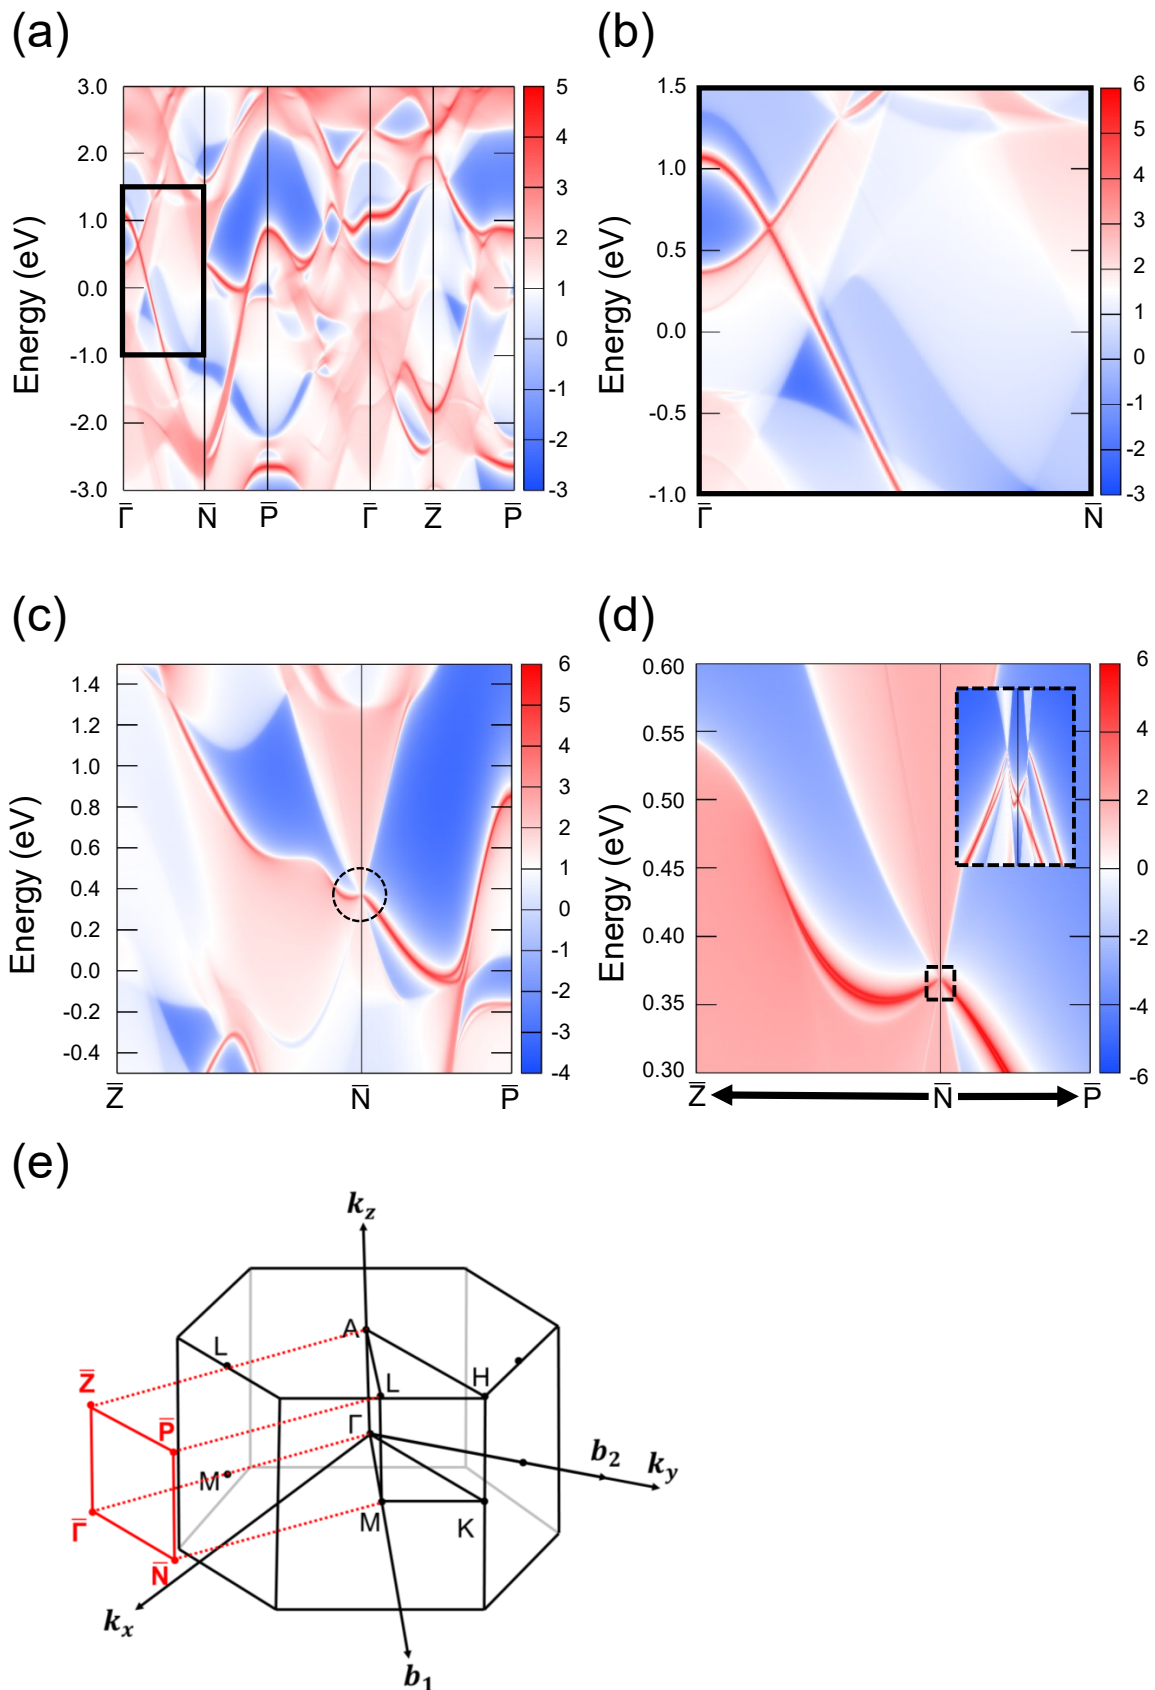 (a)
(b)
3.0
2.0
1.0
0.0
-1.0
-2.0
-3.0
Energy (eV)
Γ̅ N̅ P̅ Γ̅ Z̅ P̅
5
4
3
2
1
0
-1
-2
-3
1.5
1.0
0.5
0.0
-0.5
-1.0
Energy (eV)
Γ̅ N̅
6
5
4
3
2
1
0
-1
-2
-3
(c)
(d)
1.4
1.2
1.0
0.8
0.6
0.4
0.2
0.0
-0.2
-0.4
Energy (eV)
Z̅ N̅ P̅
6
5
4
3
2
1
0
-1
-2
-3
-4
0.60
0.55
0.50
0.45
0.40
0.35
0.30
Energy (eV)
Z̅ N̅ P̅
6
4
2
0
-2
-4
-6
(e)
k_z
A
L
L
H
Z̅
P̅
Γ
M
b₂
k_y
Γ̅
M
K
N̅
k_x
b₁